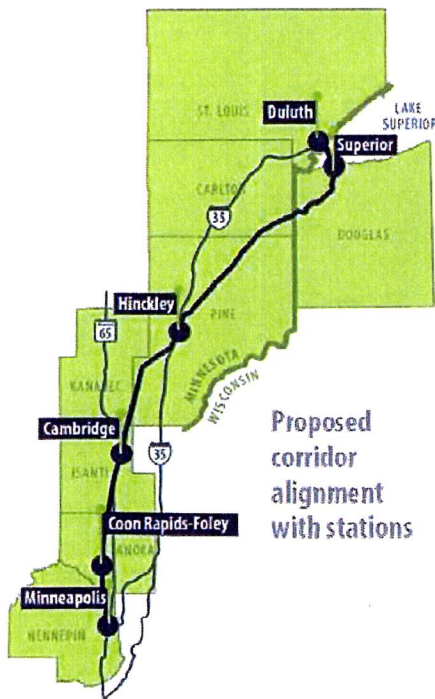 ST. LOUIS
Duluth
LAKE
SUPERIOR
Superior
CARLTON
35
DOUGLAS
Hinckley
PINE
65
MINNESOTA
WISCONSIN
KANABEC
Cambridge
35
ISANTI
Proposed
corridor
alignment
with stations
Coon Rapids-Foley
ANOKA
Minneapolis
HENNEPIN